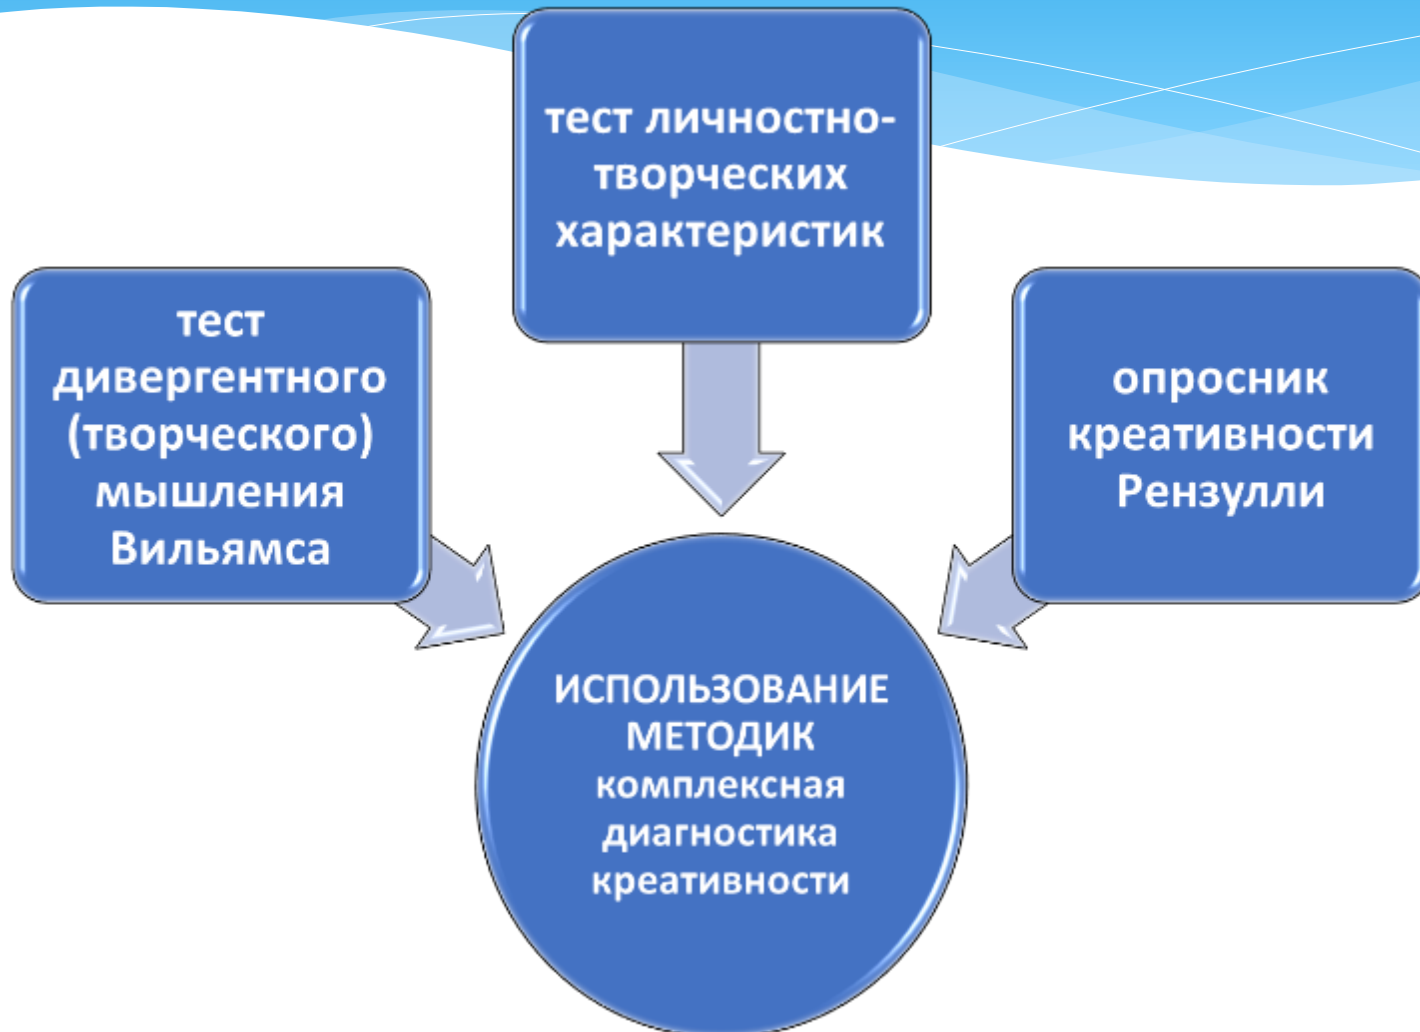 тест личностно-
творческих
характеристик
тест
дивергентного
(творческого)
мышления
Вильямса
опросник
креативности
Рензулли
ИСПОЛЬЗОВАНИЕ
МЕТОДИК
комплексная
диагностика
креативности